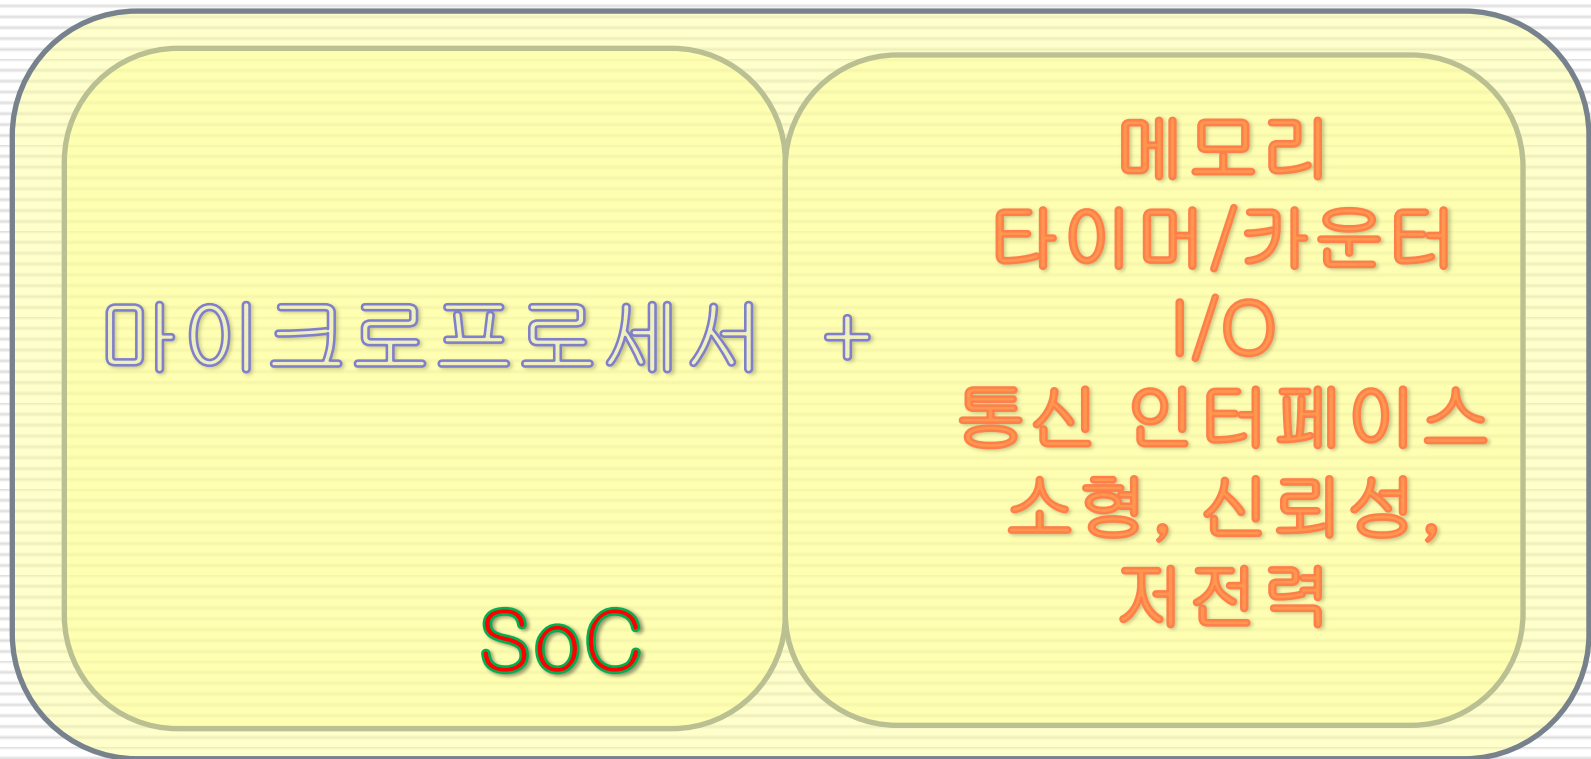 마이크로프로세서 +
메모리
타이머/카운터
I/O
통신 인터페이스
소형, 신뢰성,
저전력
SoC